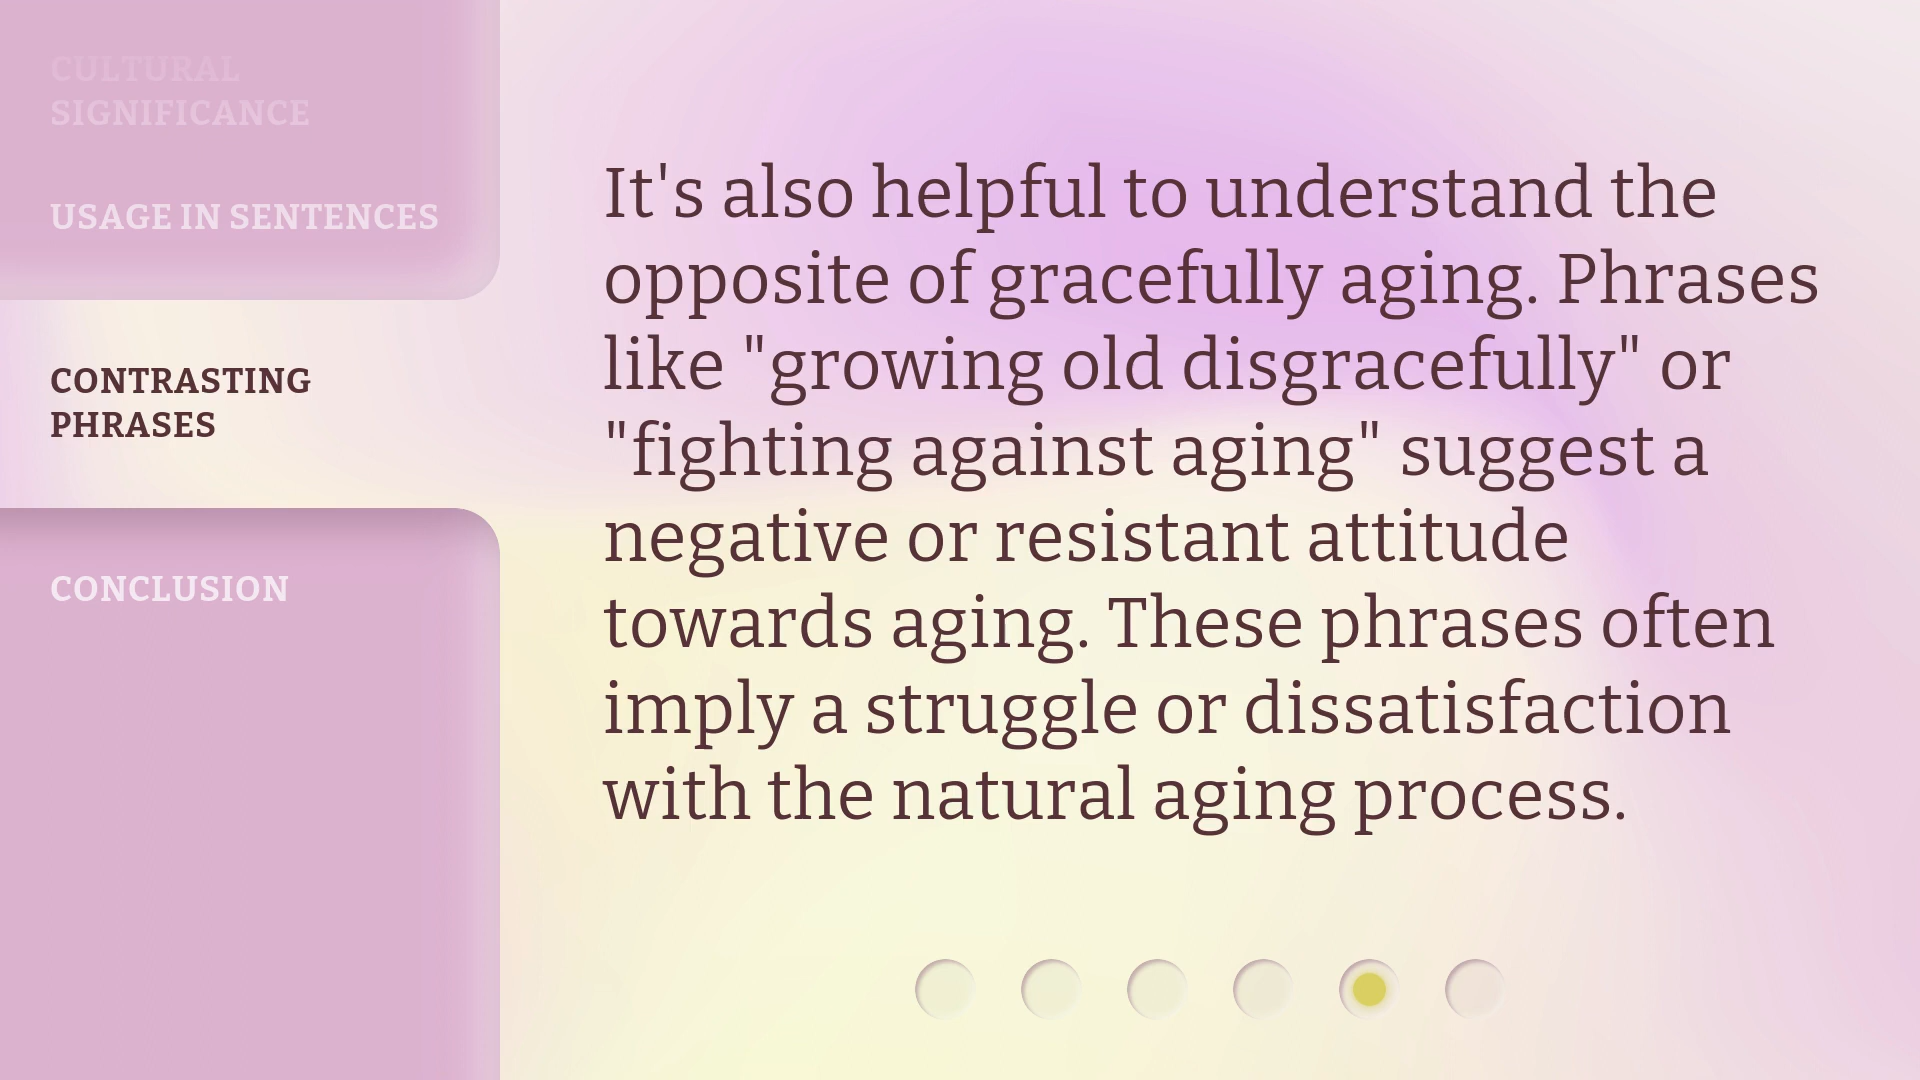 CULTURAL
SIGNIFICANCE
USAGE IN SENTENCES
CONTRASTING
PHRASES
CONCLUSION
It's also helpful to understand the
opposite of gracefully aging. Phrases
like "growing old disgracefully" or
"fighting against aging" suggest a
negative or resistant attitude
towards aging. These phrases often
imply a struggle or dissatisfaction
with the natural aging process.